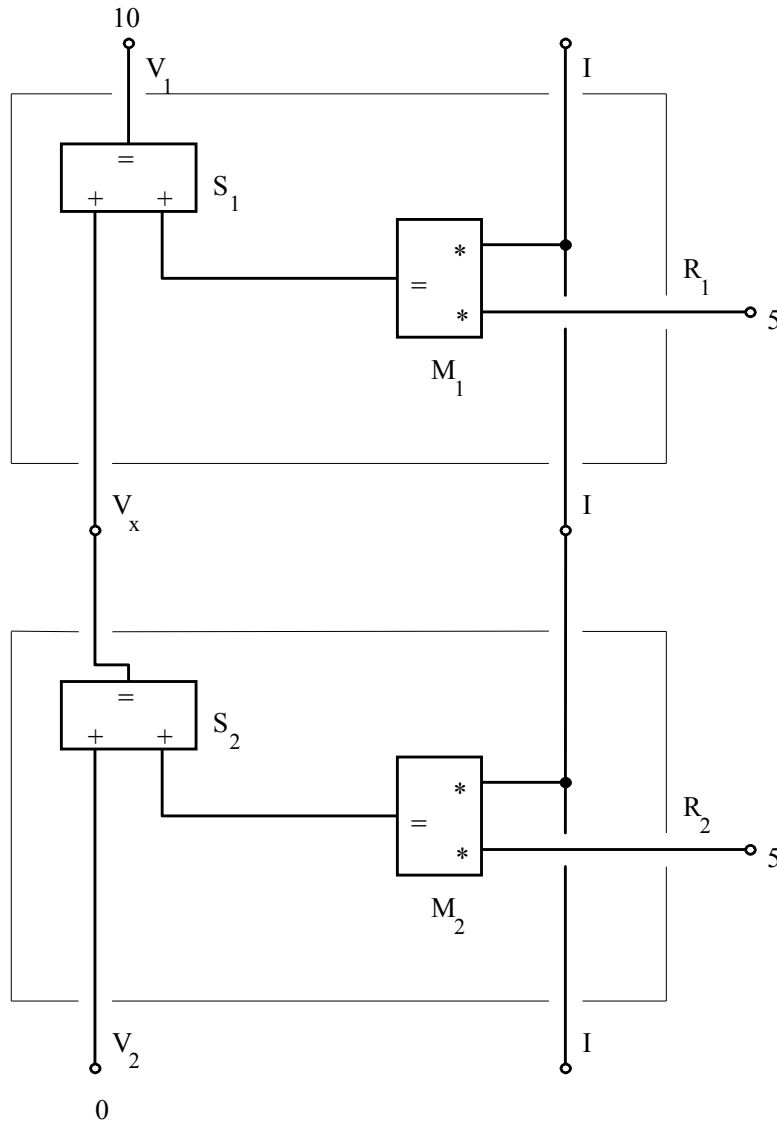 10
V₁ I
=
+ + S₁
*
=
R₁
*
5
M₁
Vₓ I
=
+ + S₂
*
=
R₂
*
5
M₂
V₂ I
0